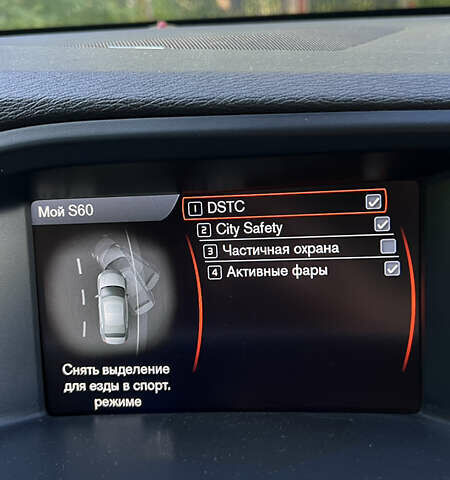 Мой S60
1 DSTC
2 City Safety
3 Частичная охрана
4 Активные фары
Снять выделение
для езды в спорт.
режиме